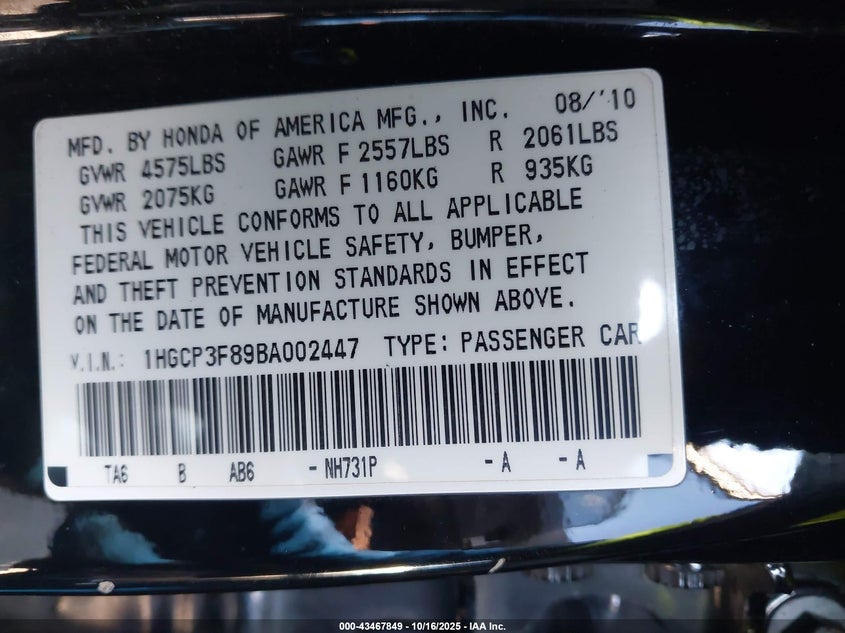 MFD. BY HONDA OF AMERICA MFG., INC. 08/'10
GVWR 4575LBS GAWR F 2557LBS R 2061LBS
GVWR 2075KG GAWR F 1160KG R 935KG
THIS VEHICLE CONFORMS TO ALL APPLICABLE
FEDERAL MOTOR VEHICLE SAFETY, BUMPER,
AND THEFT PREVENTION STANDARDS IN EFFECT
ON THE DATE OF MANUFACTURE SHOWN ABOVE.
V.I.N.: 1HGCP3F89BA002447 TYPE: PASSENGER CAR
TA6 B AB6 - NH731P - A - A
000-43467849 | 10/16/2025 - IAA Inc.